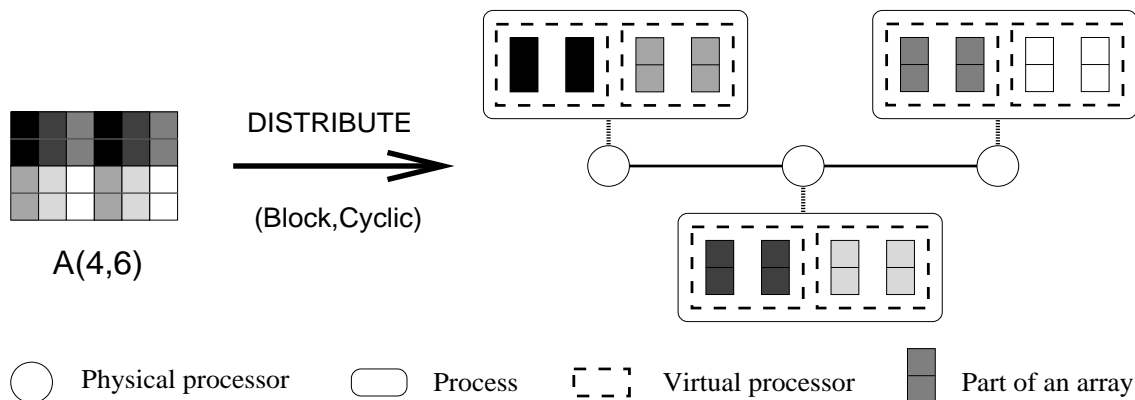 DISTRIBUTE
(Block,Cyclic)
A(4,6)
Physical processor
Process
Virtual processor
Part of an array